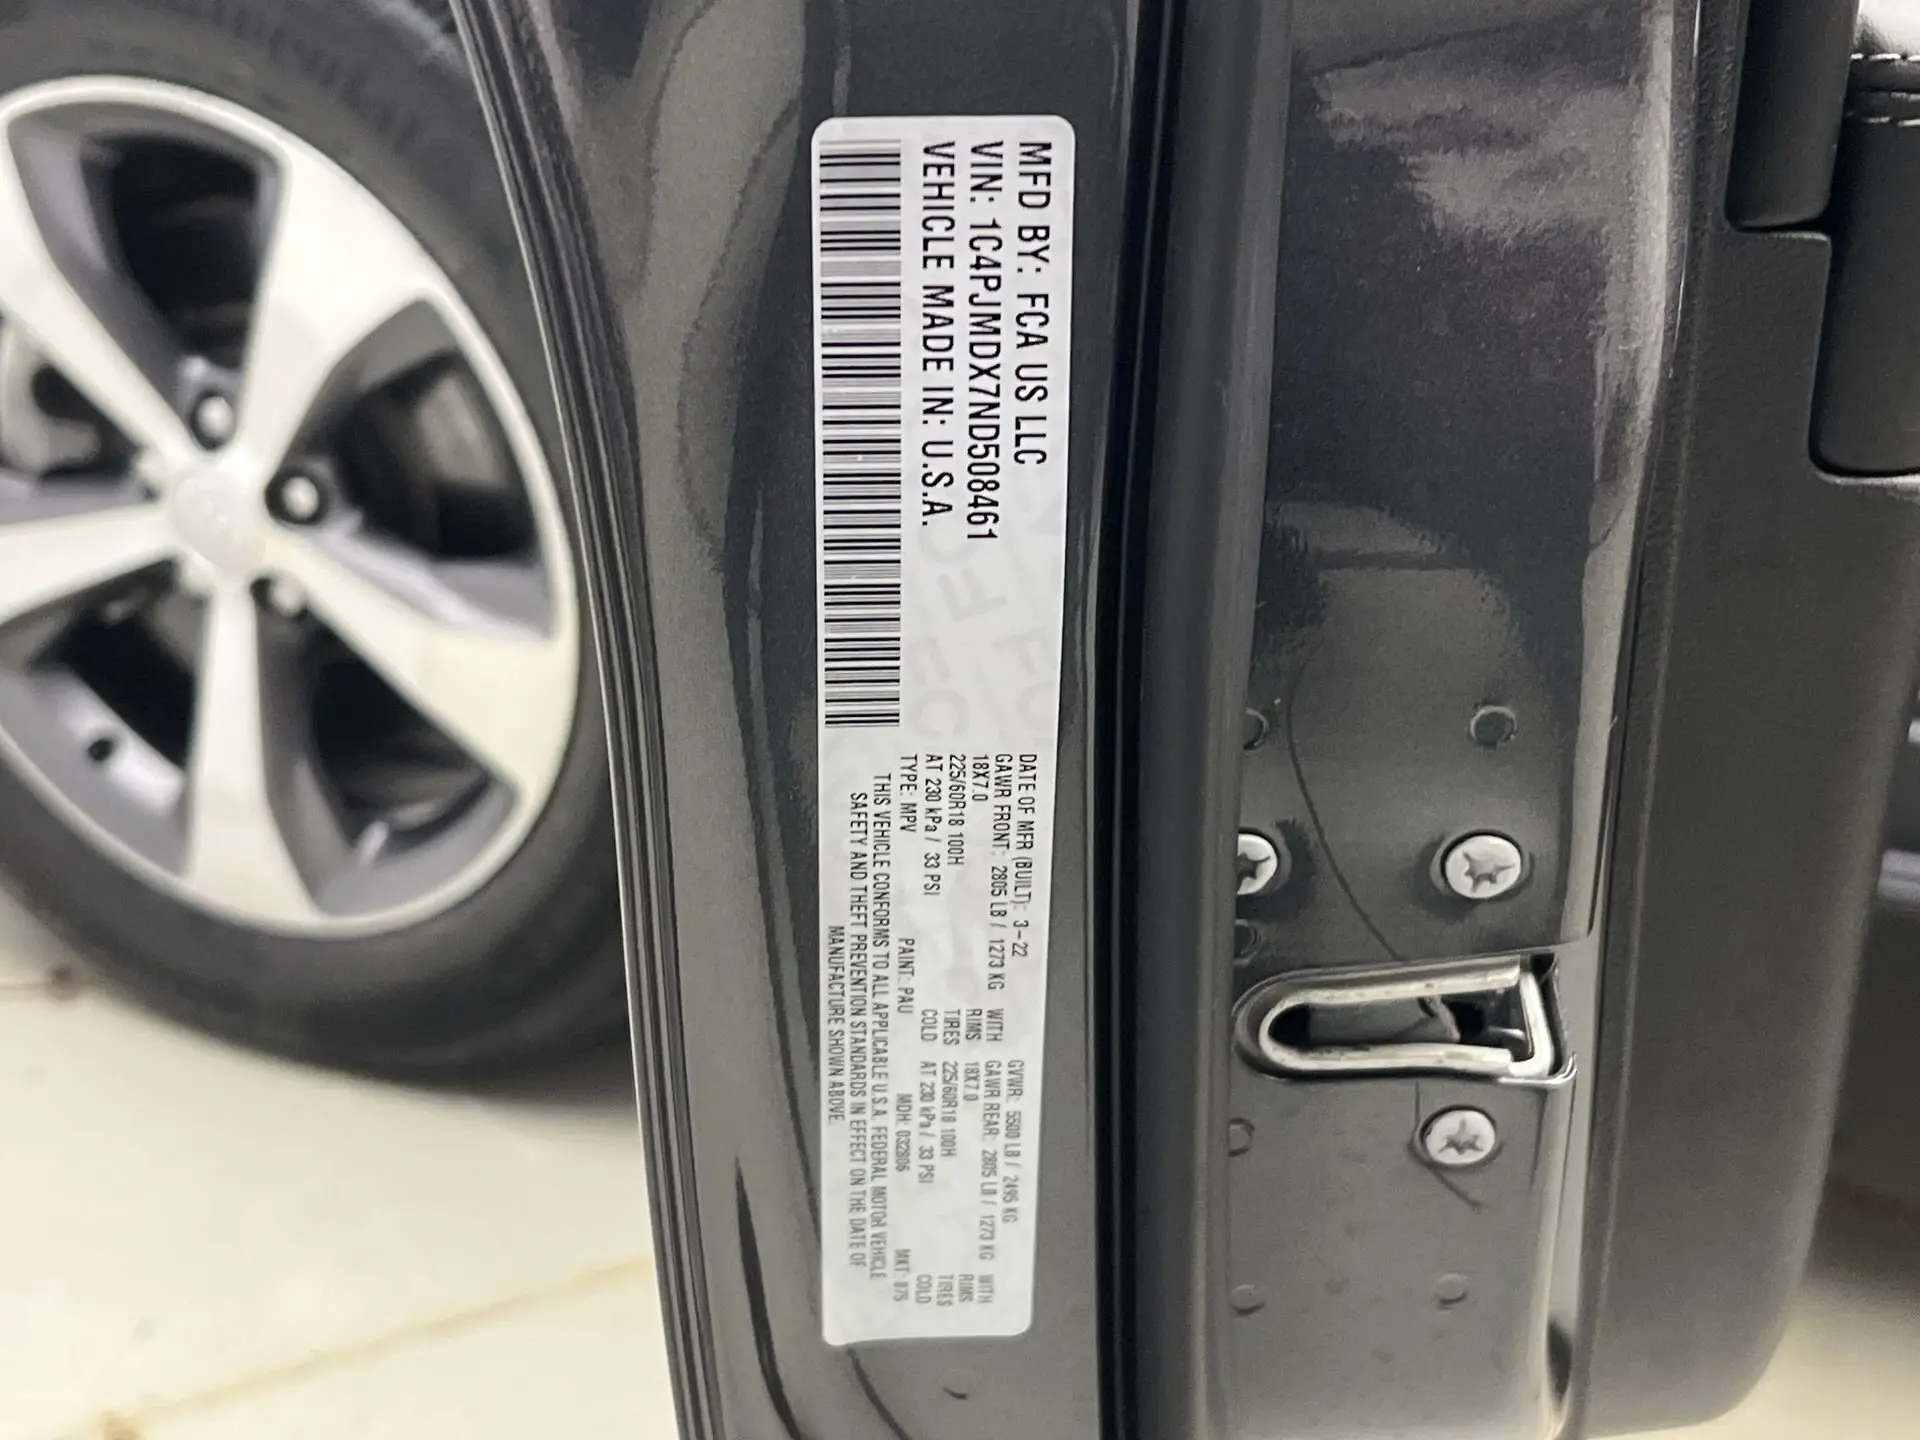 MFD BY: FCA US LLC
VIN: 1C4PJMDX7ND508461
VEHICLE MADE IN: U.S.A.
DATE OF MFR (BUILT): 3-22 GVWR: 5500 LB / 2495 KG
GAWR FRONT: 2805 LB / 1273 KG WITH GAWR REAR: 2805 LB / 1273 KG WITH
18X7.0 RIMS 18X7.0 RIMS
225/60R18 100H TIRES 225/60R18 100H TIRES
AT 230 kPa / 33 PSI COLD AT 230 kPa / 33 PSI COLD
TYPE: MPV PAINT: PAU MDH: 032806 MKT:
THIS VEHICLE CONFORMS TO ALL APPLICABLE U.S.A. FEDERAL MOTOR VEHICLE
SAFETY AND THEFT PREVENTION STANDARDS IN EFFECT ON THE DATE OF
MANUFACTURE SHOWN ABOVE.